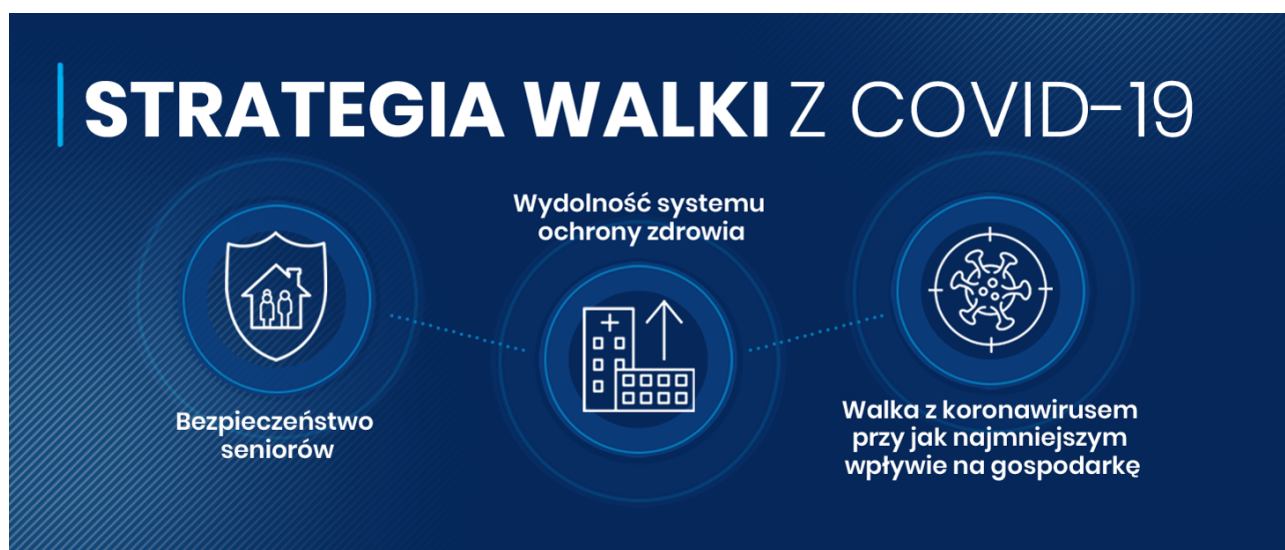 STRATEGIA WALKI Z COVID-19
Bezpieczeństwo
seniorów
Wydolność systemu
ochrony zdrowia
Walka z koronawirusem
przy jak najmniejszym
wpływie na gospodarkę